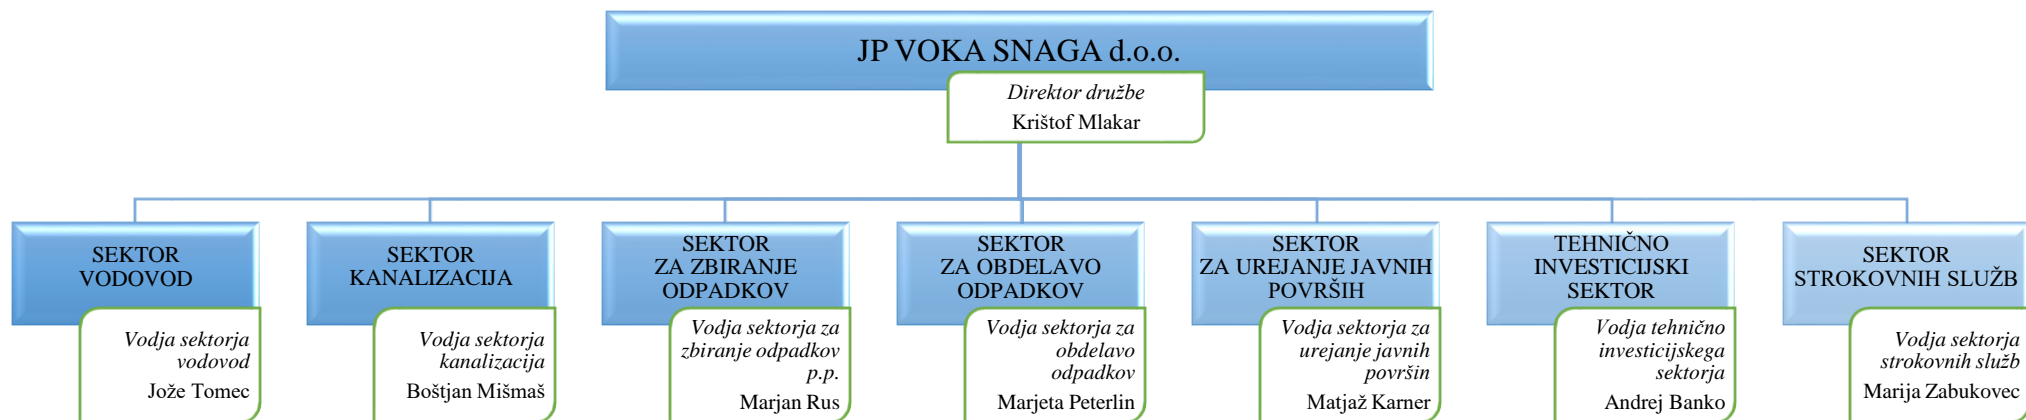 JP VOKA SNAGA d.o.o.
Direktor družbe
Krištof Mlakar
SEKTOR
VODOVOD
Vodja sektorja
vodovod
Jože Tomec
SEKTOR
KANALIZACIJA
Vodja sektorja
kanalizacija
Boštjan Mišmaš
SEKTOR
ZA ZBIRANJE
ODPADKOV
Vodja sektorja za
zbiranje odpadkov
p.p.
Marjan Rus
SEKTOR
ZA OBDELAVO
ODPADKOV
Vodja sektorja za
obdelavo
odpadkov
Marjeta Peterlin
SEKTOR
ZA UREJANJE JAVNIH
POVRŠIH
Vodja sektorja za
urejanje javnih
površin
Matjaž Karner
TEHNIČNO
INVESTICIJSKI
SEKTOR
Vodja tehnično
investicijskega
sektorja
Andrej Banko
SEKTOR
STROKOVNIH SLUŽB
Vodja sektorja
strokovnih služb
Marija Zabukovec